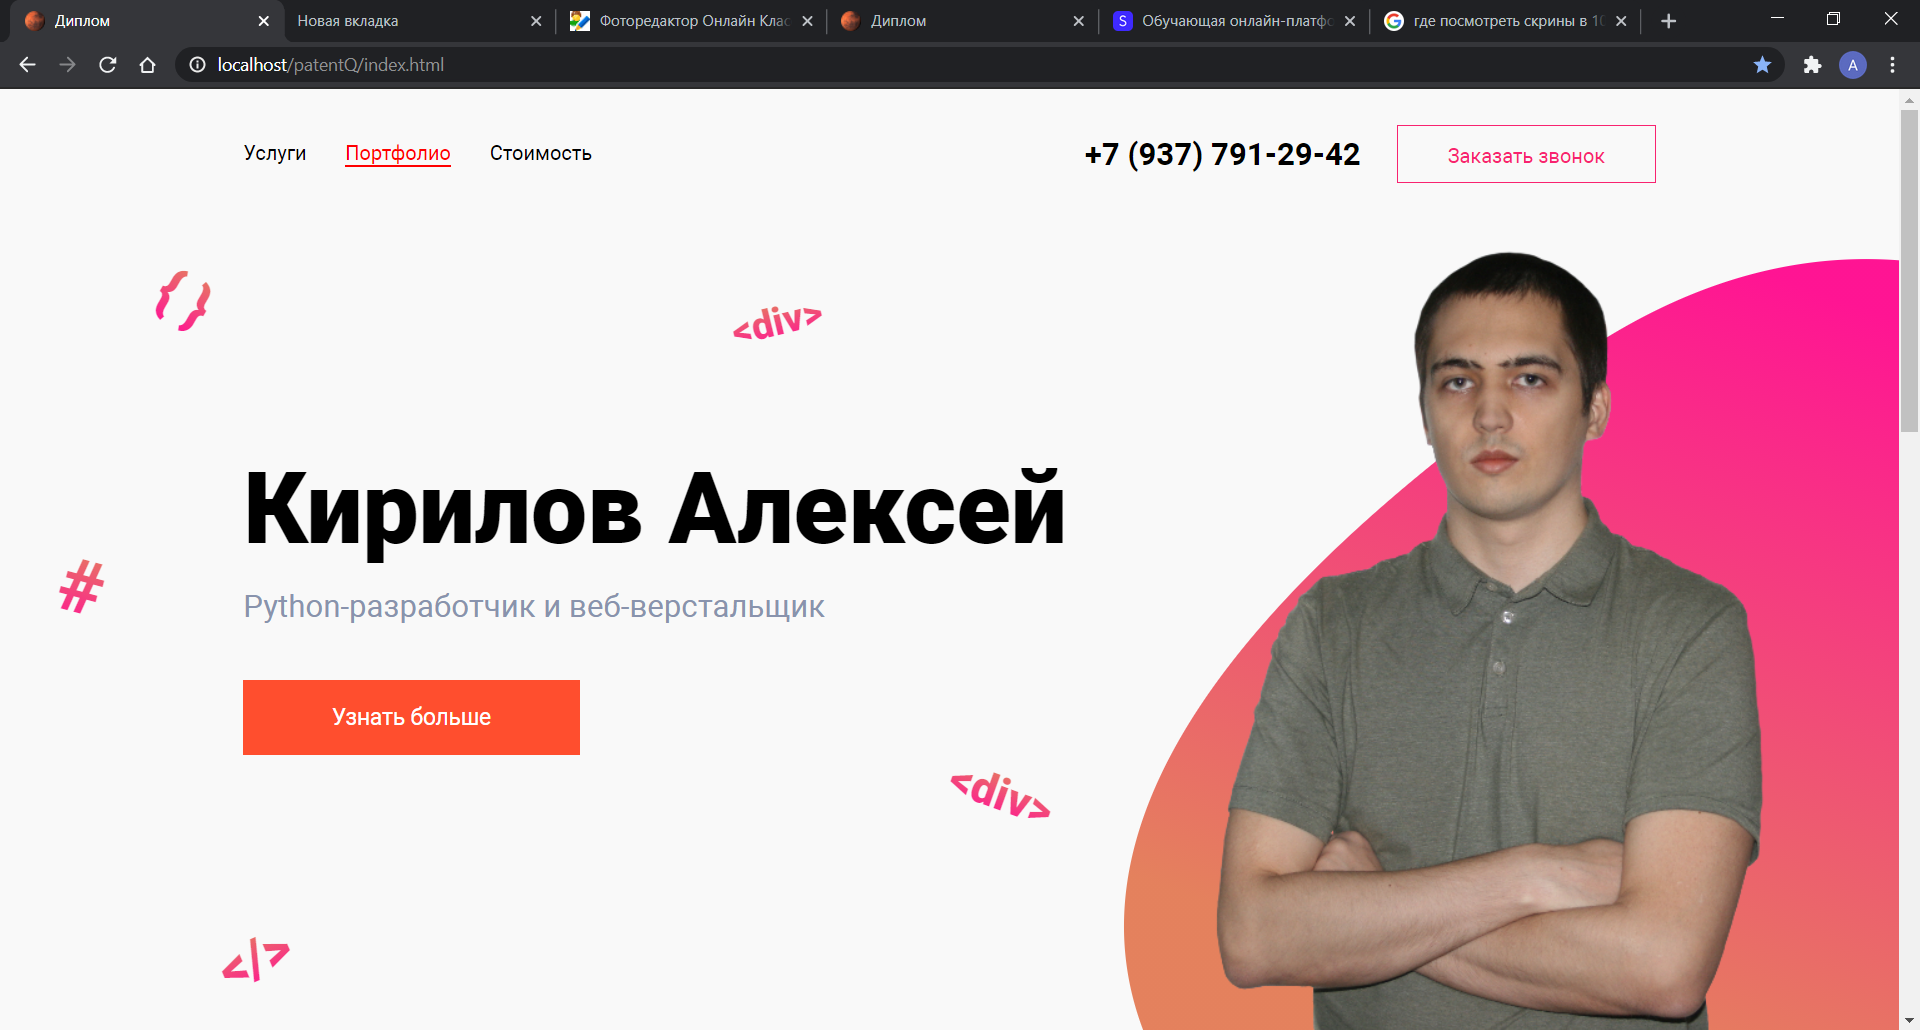 Диплом
Новая вкладка
Фоторедактор Онлайн Клас
Диплом
S
Обучающая онлайн-платфо
где посмотреть скрины в 10
localhost/patentQ/index.html
A
Услуги
Портфолио
Стоимость
+7 (937) 791-29-42
Заказать звонок
{ }
<div>
Кирилов Алексей
#
Python-разработчик и веб-верстальщик
Узнать больше
<div>
</>